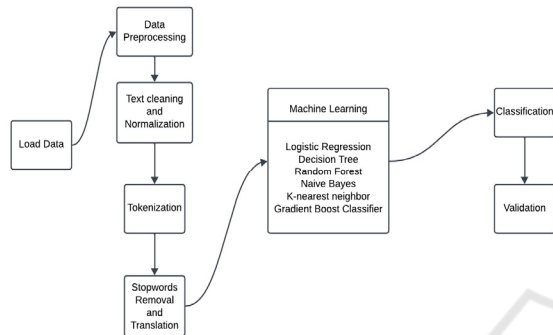 Load Data
Data
Preprocessing
Text cleaning
and
Normalization
Tokenization
Stopwords
Removal
and
Translation
Machine Learning
Logistic Regression
Decision Tree
Random Forest
Naive Bayes
K-nearest neighbor
Gradient Boost Classifier
Classification
Validation